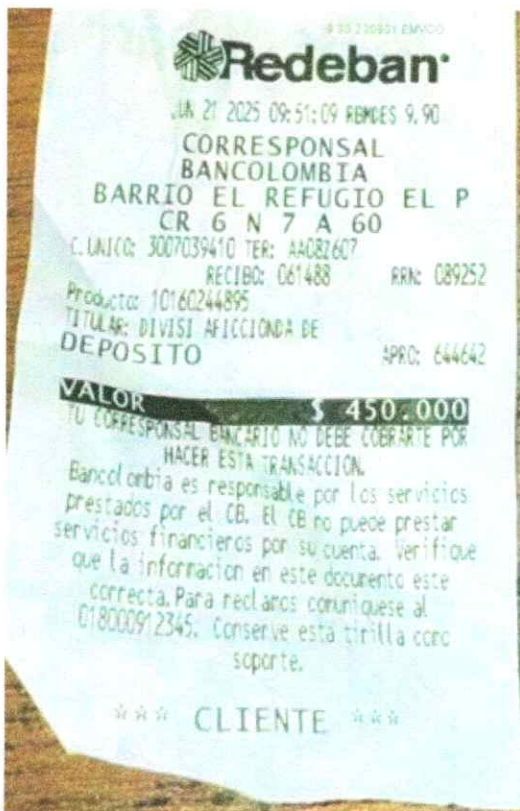 Redeban
JUN 21 2025 09:51:09 RBMDES 9.90
CORRESPONSAL
BANCOLOMBIA
BARRIO EL REFUGIO EL P
CR 6 N 7 A 60
C.UNICO: 3007039410 TER: AA082607
RECIBO: 061488 RRN: 089252
Producto: 10160244895
TITULAR: DIVISI AFICCIONDA DE
DEPOSITO APRO: 644642
VALOR $ 450.000
TU CORRESPONSAL BANCARIO NO DEBE COBRARTE POR
HACER ESTA TRANSACCION.
Bancolombia es responsable por los servicios
prestados por el CB. El CB no puede prestar
servicios financieros por su cuenta. Verifique
que la informacion en este documento este
correcta. Para reclamos comuniquese al
018000912345. Conserve esta tirilla como
soporte.
*** CLIENTE ***